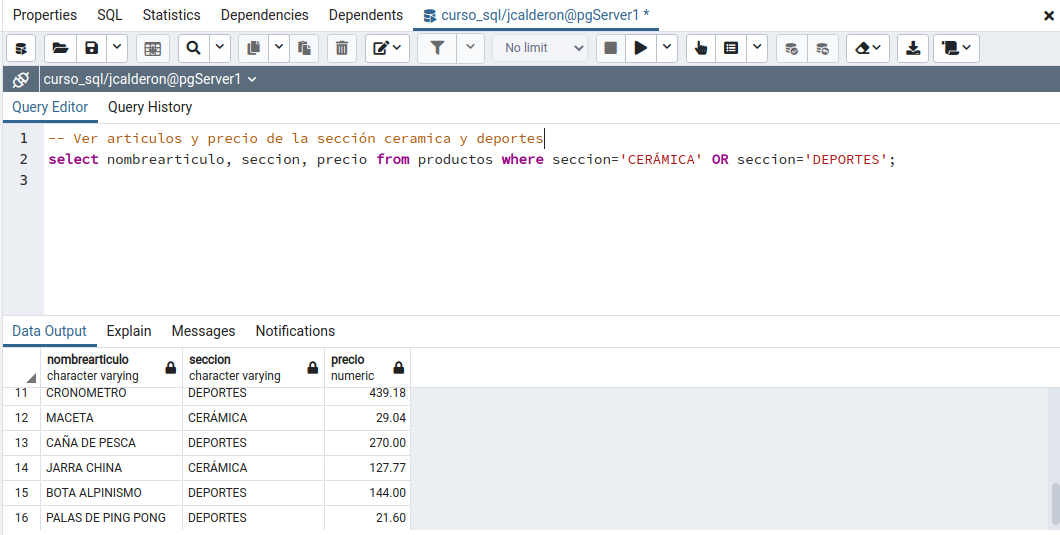 Properties SQL Statistics Dependencies Dependents curso_sql/jcalderon@pgServer1 *
No limit
curso_sql/jcalderon@pgServer1
Query Editor Query History
1 -- Ver articulos y precio de la sección ceramica y deportes
2 select nombrearticulo, seccion, precio from productos where seccion='CERÁMICA' OR seccion='DEPORTES';
3
Data Output Explain Messages Notifications
nombrearticulo seccion precio
character varying character varying numeric
11 CRONOMETRO DEPORTES 439.18
12 MACETA CERÁMICA 29.04
13 CAÑA DE PESCA DEPORTES 270.00
14 JARRA CHINA CERÁMICA 127.77
15 BOTA ALPINISMO DEPORTES 144.00
16 PALAS DE PING PONG DEPORTES 21.60